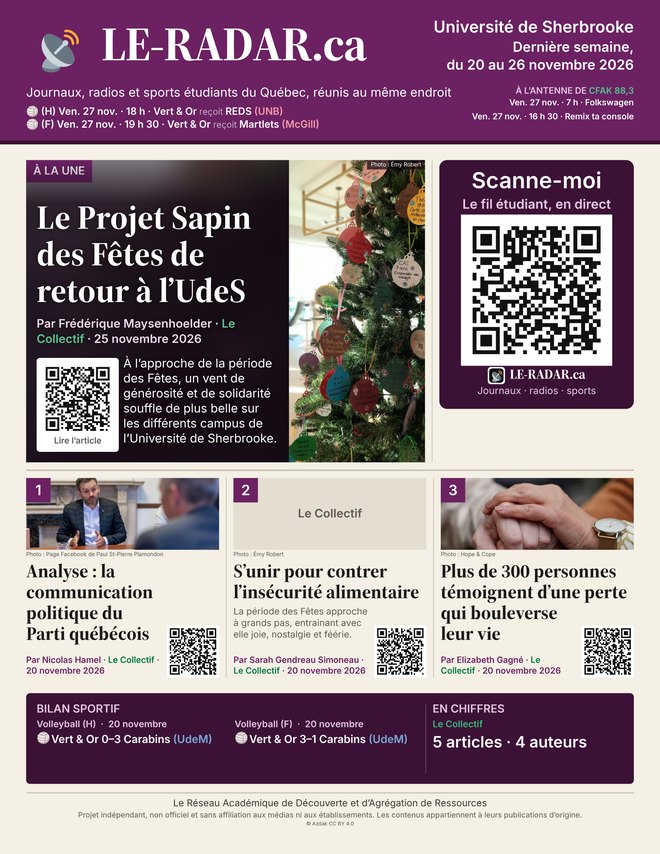 LE-RADAR.ca
Journaux, radios et sports étudiants du Québec, réunis au même endroit
(H) Ven. 27 nov. · 18 h · Vert & Or reçoit REDS (UNB)
(F) Ven. 27 nov. · 19 h 30 · Vert & Or reçoit Martlets (McGill)
Université de Sherbrooke
Dernière semaine,
du 20 au 26 novembre 2026
À L'ANTENNE DE CFAK 88,3
Ven. 27 nov. · 7 h · Folkswagen
Ven. 27 nov. · 16 h 30 · Remix ta console
À LA UNE
Photo : Émy Robert
Le Projet Sapin
des Fêtes de
retour à l'UdeS
Par Frédérique Maysenhoelder · Le
Collectif · 25 novembre 2026
À l'approche de la période
des Fêtes, un vent de
générosité et de solidarité
souffle de plus belle sur
les différents campus de
l'Université de Sherbrooke.
Lire l'article
Scanne-moi
Le fil étudiant, en direct
LE-RADAR.ca
Journaux · radios · sports
1
Photo : Page Facebook de Paul St-Pierre Plamondon
Analyse : la
communication
politique du
Parti québécois
Par Nicolas Hamel · Le Collectif ·
20 novembre 2026
2
Le Collectif
Photo : Émy Robert
S'unir pour contrer
l'insécurité alimentaire
La période des Fêtes approche
à grands pas, entrainant avec
elle joie, nostalgie et féérie.
Par Sarah Gendreau Simoneau ·
Le Collectif · 20 novembre 2026
3
Photo : Hope & Cope
Plus de 300 personnes
témoignent d'une perte
qui bouleverse
leur vie
Par Elizabeth Gagné · Le
Collectif · 20 novembre 2026
BILAN SPORTIF
Volleyball (H) · 20 novembre
Vert & Or 0–3 Carabins (UdeM)
Volleyball (F) · 20 novembre
Vert & Or 3–1 Carabins (UdeM)
EN CHIFFRES
Le Collectif
5 articles · 4 auteurs
Le Réseau Académique de Découverte et d'Agrégation de Ressources
Projet indépendant, non officiel et sans affiliation aux médias ni aux établissements. Les contenus appartiennent à leurs publications d'origine.
© Azdak CC BY 4.0